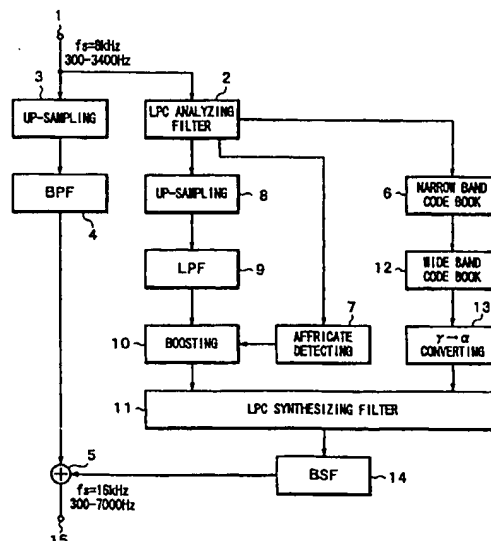 1
fs=8kHz
300-3400Hz
3
2
UP-SAMPLING
LPC ANALYZING
FILTER
BPF
4
UP-SAMPLING
8
6
NARROW BAND
CODE BOOK
LPF
9
WIDE BAND
CODE BOOK
12
7
13
10
BOOSTING
AFFRICATE
DETECTING
γ→α
CONVERTING
11
LPC SYNTHESIZING FILTER
5
BSF
14
fs=16kHz
300-7000Hz
15